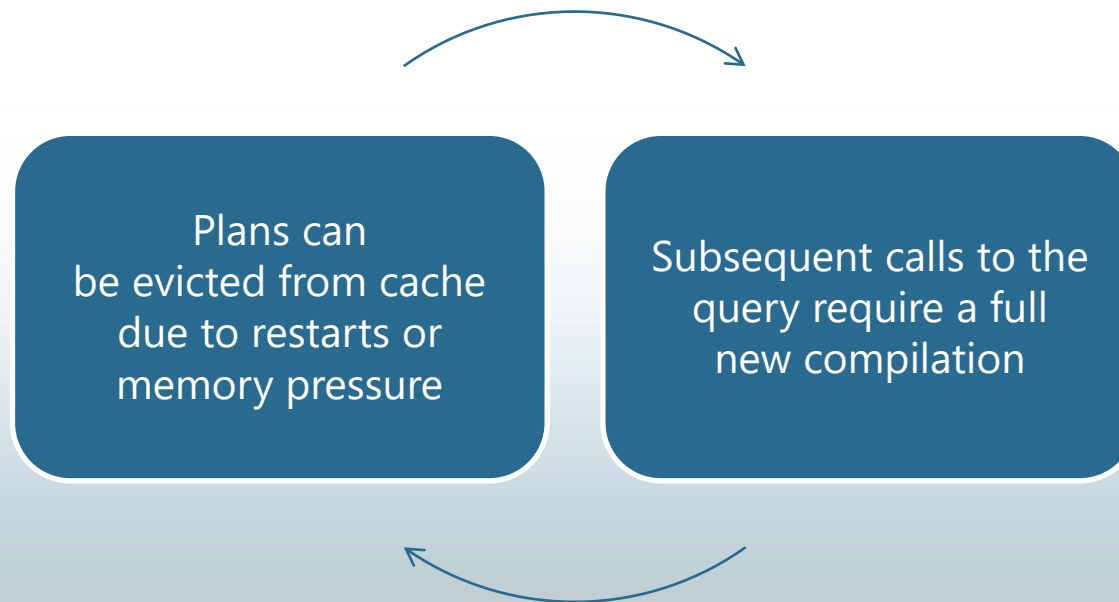 Plans can
be evicted from cache
due to restarts or
memory pressure
Subsequent calls to the
query require a full
new compilation